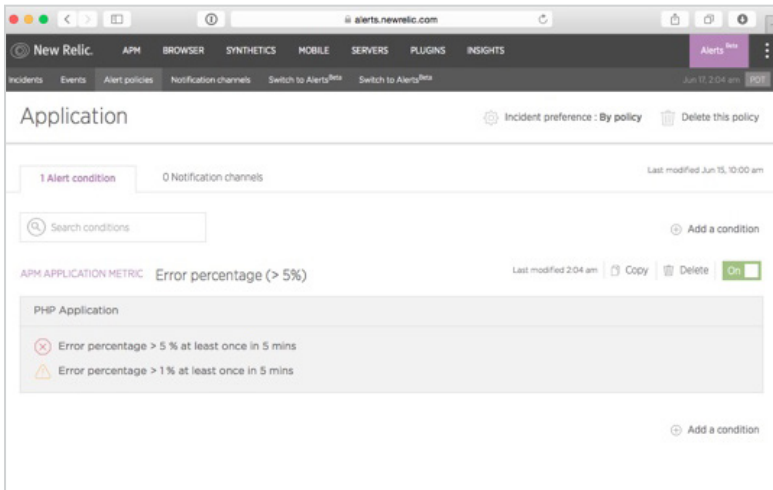 alerts.newrelic.com
New Relic. APM BROWSER SYNTHETICS MOBILE SERVERS PLUGINS INSIGHTS Alerts Beta
Incidents Events Alert policies Notification channels Switch to Alerts Beta Switch to Alerts Beta Jun 17, 2:04 am PDT
Application Incident preference : By policy Delete this policy
1 Alert condition 0 Notification channels Last modified Jun 15, 10:00 am
Search conditions Add a condition
APM APPLICATION METRIC Error percentage (> 5%) Last modified 2:04 am Copy Delete On
PHP Application
Error percentage > 5 % at least once in 5 mins
Error percentage > 1 % at least once in 5 mins
Add a condition